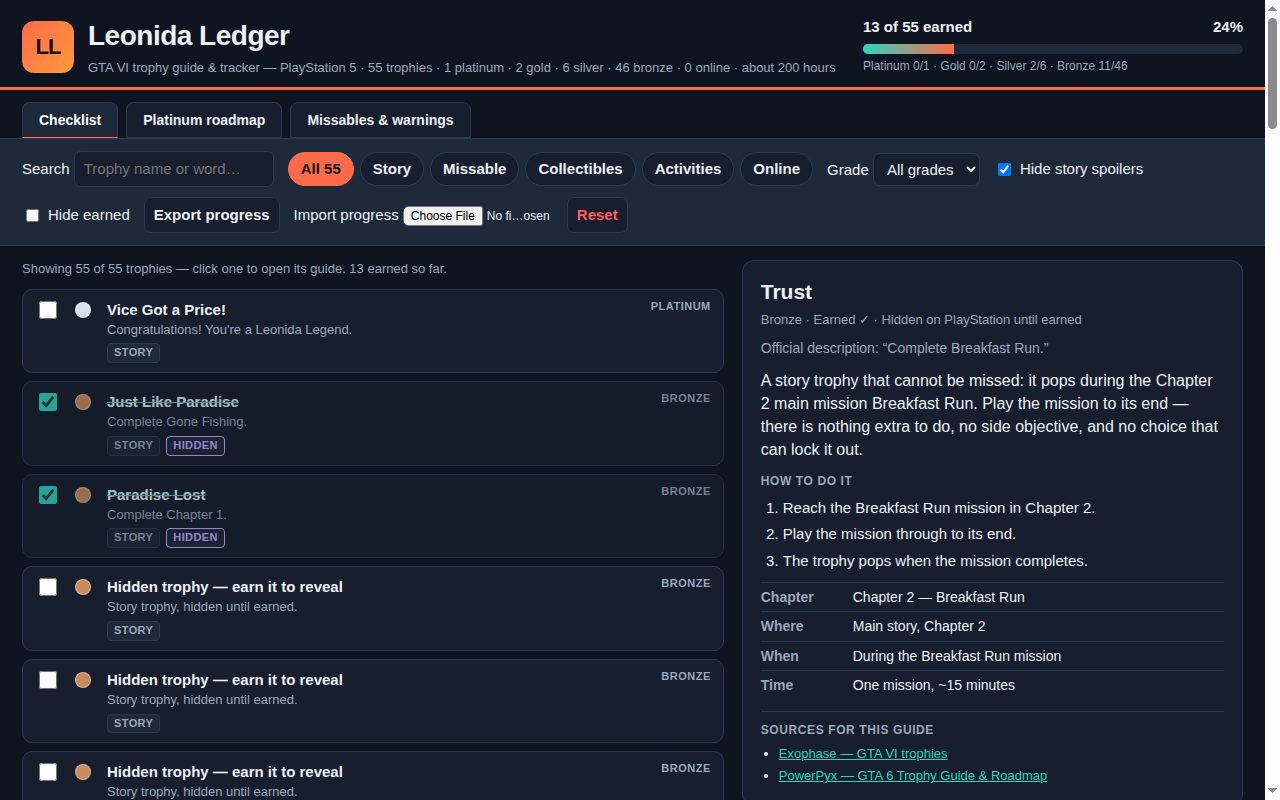 LL
Leonida Ledger
GTA VI trophy guide & tracker — PlayStation 5 · 55 trophies · 1 platinum · 2 gold · 6 silver · 46 bronze · 0 online · about 200 hours
13 of 55 earned 24%
Platinum 0/1 · Gold 0/2 · Silver 2/6 · Bronze 11/46
Checklist Platinum roadmap Missables & warnings
Search Trophy name or word… All 55 Story Missable Collectibles Activities Online Grade All grades Hide story spoilers
Hide earned Export progress Import progress Choose File No fi…osen Reset
Showing 55 of 55 trophies — click one to open its guide. 13 earned so far.
Vice Got a Price! PLATINUM
Congratulations! You're a Leonida Legend.
STORY
Just Like Paradise BRONZE
Complete Gone Fishing.
STORY HIDDEN
Paradise Lost BRONZE
Complete Chapter 1.
STORY HIDDEN
Hidden trophy — earn it to reveal BRONZE
Story trophy, hidden until earned.
STORY
Hidden trophy — earn it to reveal BRONZE
Story trophy, hidden until earned.
STORY
Hidden trophy — earn it to reveal BRONZE
Story trophy, hidden until earned.
Trust
Bronze · Earned ✓ · Hidden on PlayStation until earned
Official description: “Complete Breakfast Run.”
A story trophy that cannot be missed: it pops during the Chapter
2 main mission Breakfast Run. Play the mission to its end —
there is nothing extra to do, no side objective, and no choice that
can lock it out.
HOW TO DO IT
1. Reach the Breakfast Run mission in Chapter 2.
2. Play the mission through to its end.
3. The trophy pops when the mission completes.
Chapter Chapter 2 — Breakfast Run
Where Main story, Chapter 2
When During the Breakfast Run mission
Time One mission, ~15 minutes
SOURCES FOR THIS GUIDE
• Exophase — GTA VI trophies
• PowerPyx — GTA 6 Trophy Guide & Roadmap